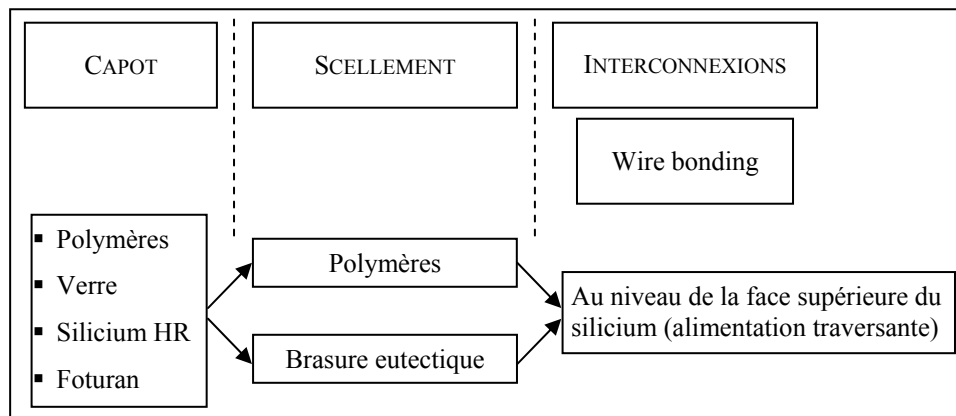 CAPOT
SCELLEMENT
INTERCONNEXIONS
Wire bonding
▪ Polymères
▪ Verre
▪ Silicium HR
▪ Foturan
Polymères
Brasure eutectique
Au niveau de la face supérieure du
silicium (alimentation traversante)